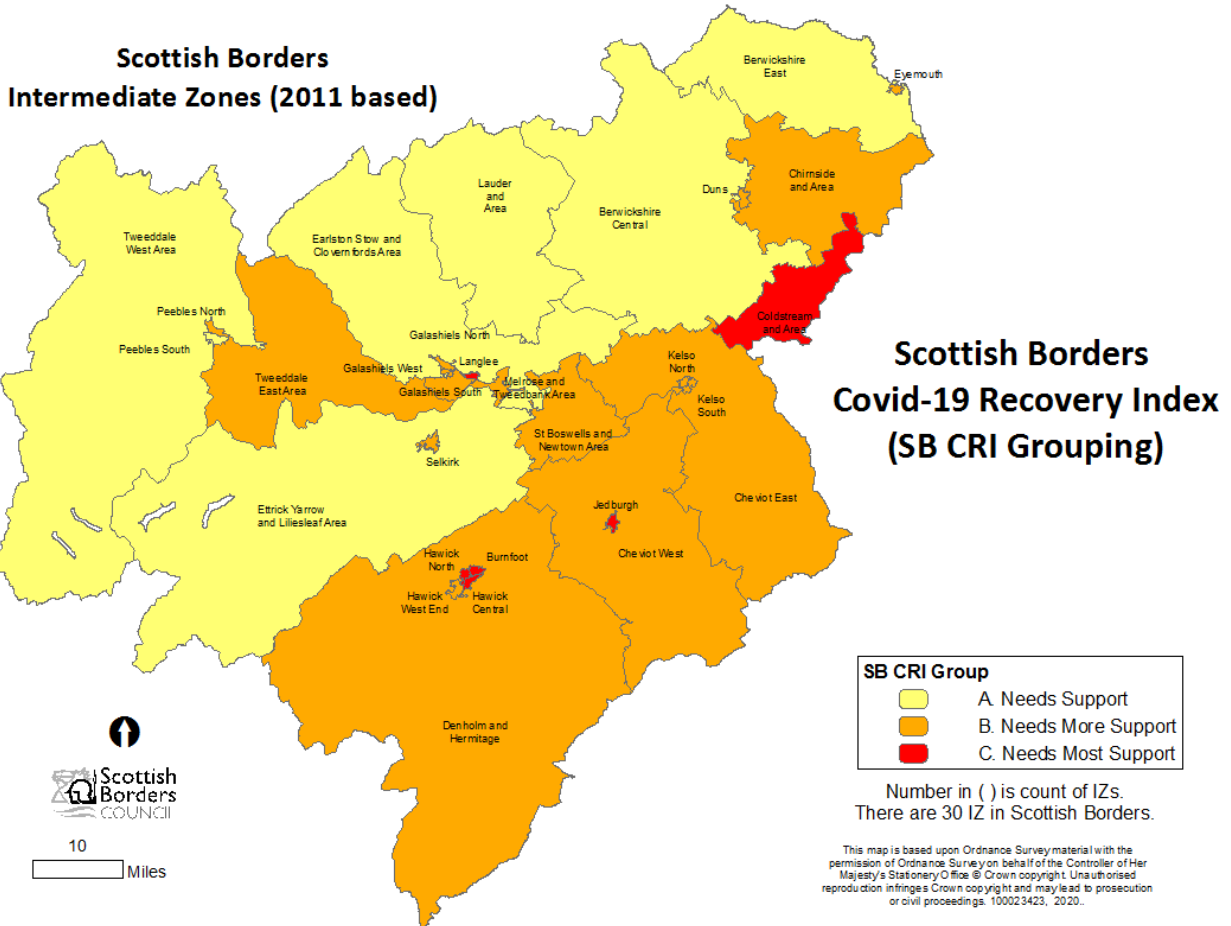 Scottish Borders
Intermediate Zones (2011 based)
Berwickshire
East
Eyemouth
Chirnside
and Area
Duns
Lauder
and
Area
Berwickshire
Central
Tweeddale
West Area
Earlston Stow and
Clovernfords Area
Peebles North
Peebles South
Galashiels North
Coldstream
and Area
Galashiels West
Langlee
Kelso
North
Tweeddale
East Area
Galashiels South
Melrose and
Tweedbank Area
Kelso
South
St Boswells and
Newtown Area
Selkirk
Scottish Borders
Covid-19 Recovery Index
(SB CRI Grouping)
Ettrick Yarrow
and Liliesleaf Area
Jedburgh
Cheviot East
Cheviot West
Hawick
North
Burnfoot
Hawick
West End
Hawick
Central
Denholm and
Hermitage
SB CRI Group
A. Needs Support
B. Needs More Support
C. Needs Most Support
Number in ( ) is count of IZs.
There are 30 IZ in Scottish Borders.
This map is based upon Ordnance Survey material with the
permission of Ordnance Survey on behalf of the Controller of Her
Majesty's Stationery Office © Crown copyright. Unauthorised
reproduction infringes Crown copyright and may lead to prosecution
or civil proceedings. 100023423, 2020..
Scottish
Borders
COUNCIL
10
Miles